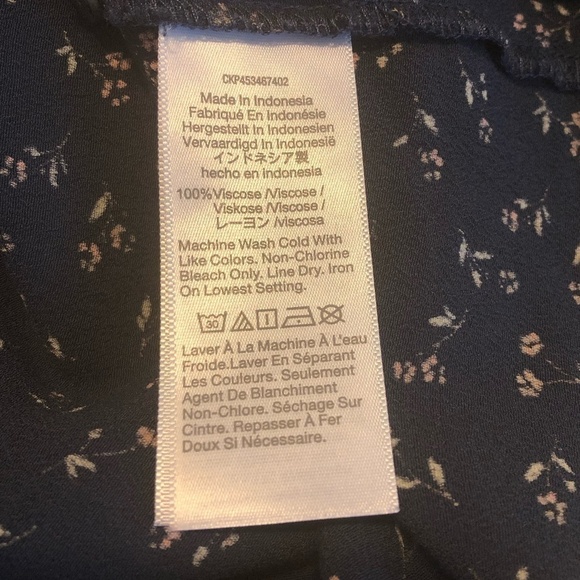 CKP453467402
Made In Indonesia
Fabriqué En Indonésie
Hergestellt In Indonesien
Vervaardigd In Indonesië
インドネシア製
hecho en indonesia
100%Viscose /Viscose /
Viskose /Viscose /
レーヨン /viscosa
Machine Wash Cold With
Like Colors. Non-Chlorine
Bleach Only. Line Dry. Iron
On Lowest Setting.
30
Laver À La Machine À L'eau
Froide.Laver En Séparant
Les Couleurs. Seulement
Agent De Blanchiment
Non-Chlore. Séchage Sur
Cintre. Repasser À Fer
Doux Si Nécessaire.